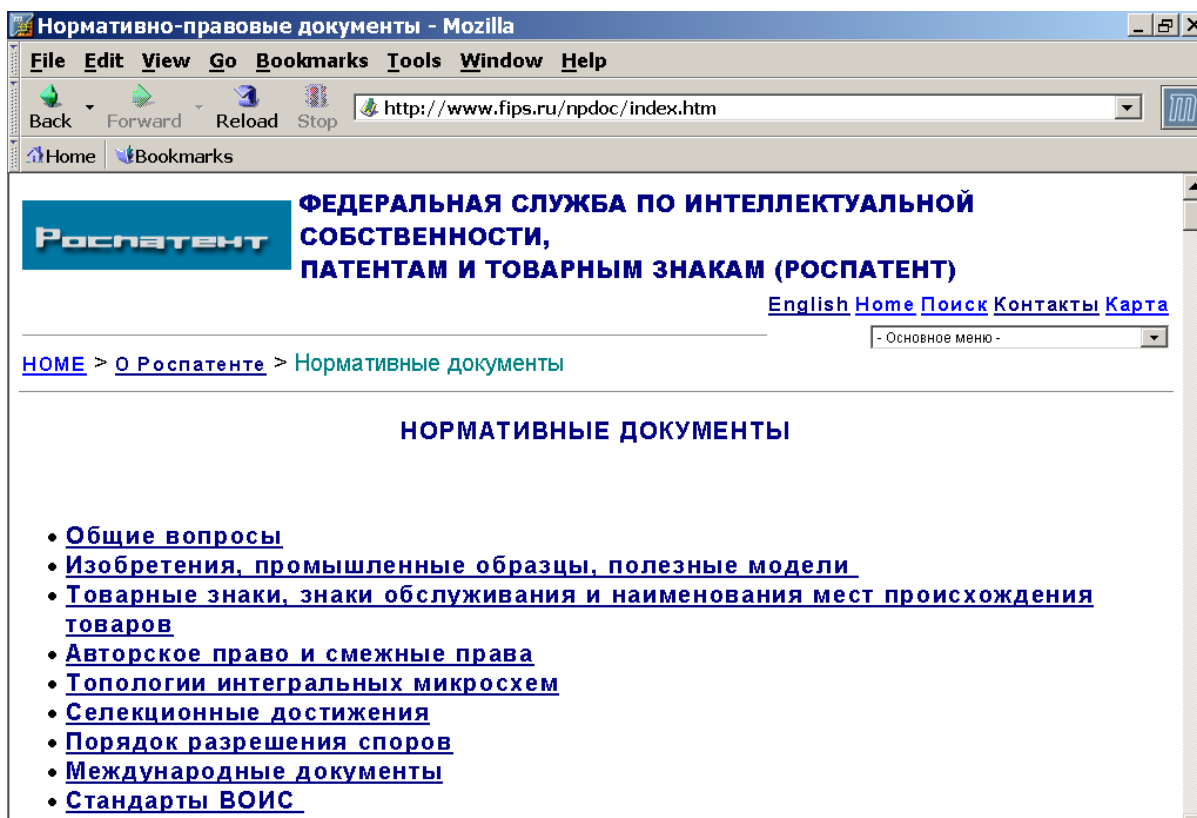 Нормативно-правовые документы - Mozilla
File Edit View Go Bookmarks Tools Window Help
Back Forward Reload Stop http://www.fips.ru/npdoc/index.htm
Home Bookmarks
Роспатент
ФЕДЕРАЛЬНАЯ СЛУЖБА ПО ИНТЕЛЛЕКТУАЛЬНОЙ
СОБСТВЕННОСТИ,
ПАТЕНТАМ И ТОВАРНЫМ ЗНАКАМ (РОСПАТЕНТ)
English Home Поиск Контакты Карта
- Основное меню -
HOME > О Роспатенте > Нормативные документы
НОРМАТИВНЫЕ ДОКУМЕНТЫ
• Общие вопросы
• Изобретения, промышленные образцы, полезные модели
• Товарные знаки, знаки обслуживания и наименования мест происхождения
товаров
• Авторское право и смежные права
• Топологии интегральных микросхем
• Селекционные достижения
• Порядок разрешения споров
• Международные документы
• Стандарты ВОИС